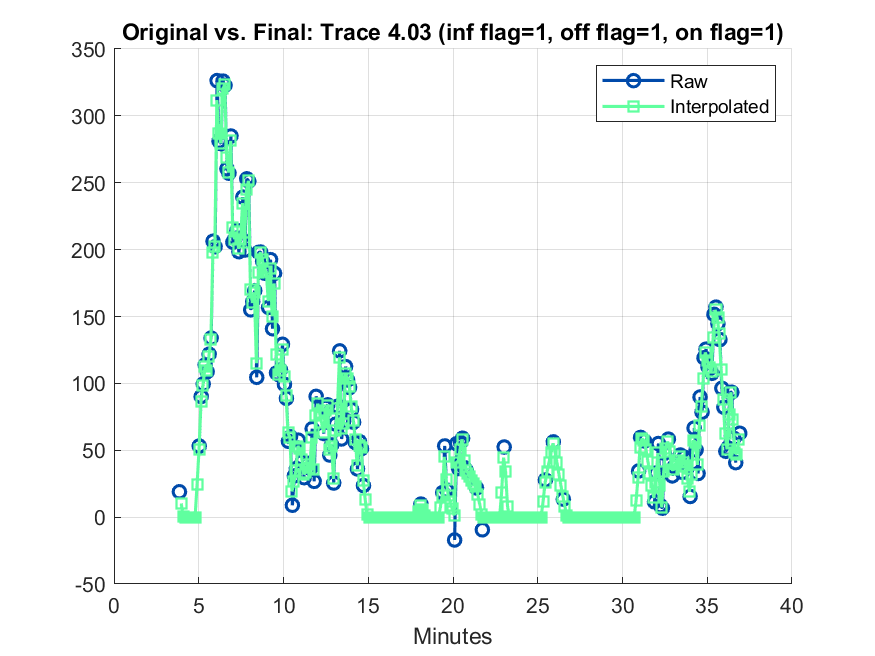 Original vs. Final: Trace 4.03 (inf flag=1, off flag=1, on flag=1)
350
300
250
200
150
100
50
0
-50
Raw
Interpolated
0 5 10 15 20 25 30 35 40
Minutes